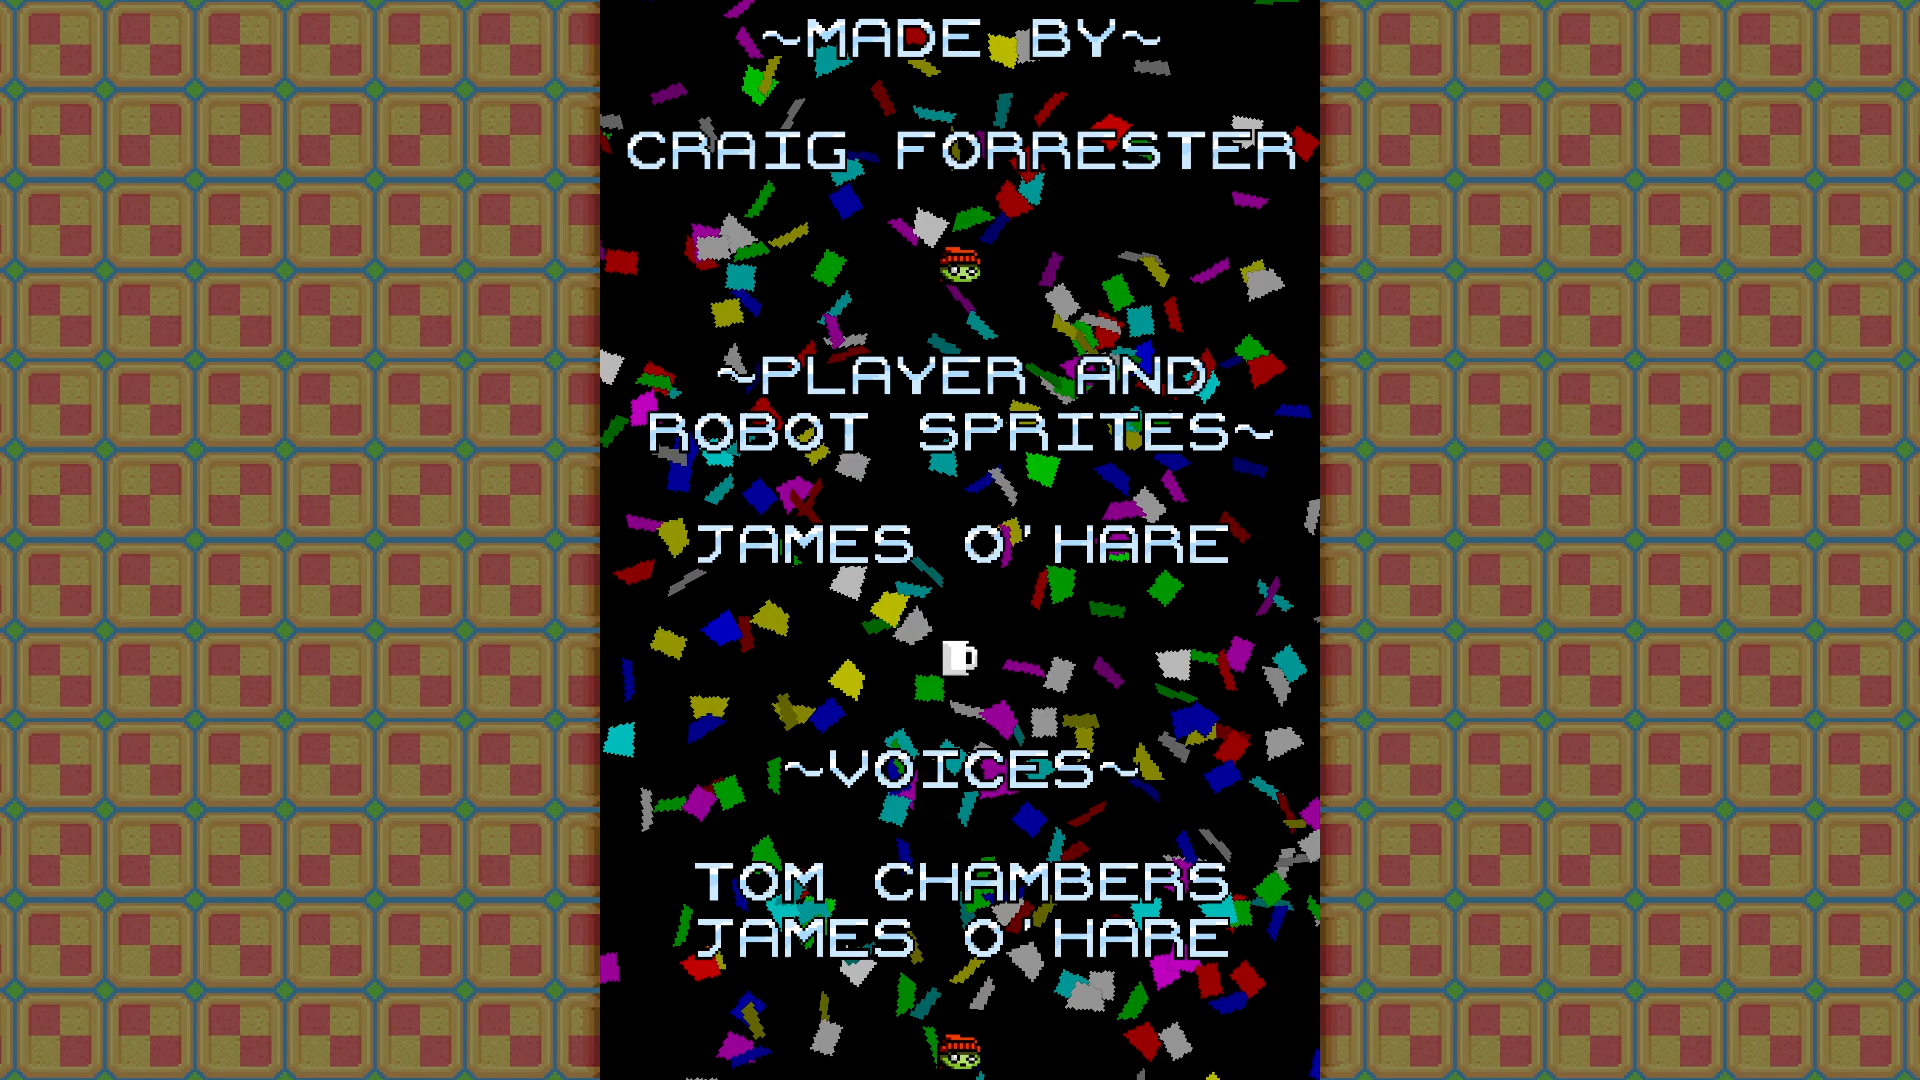 ~MADE BY~
CRAIG FORRESTER
~PLAYER AND
ROBOT SPRITES~
JAMES O'HARE
~VOICES~
TOM CHAMBERS
JAMES O'HARE